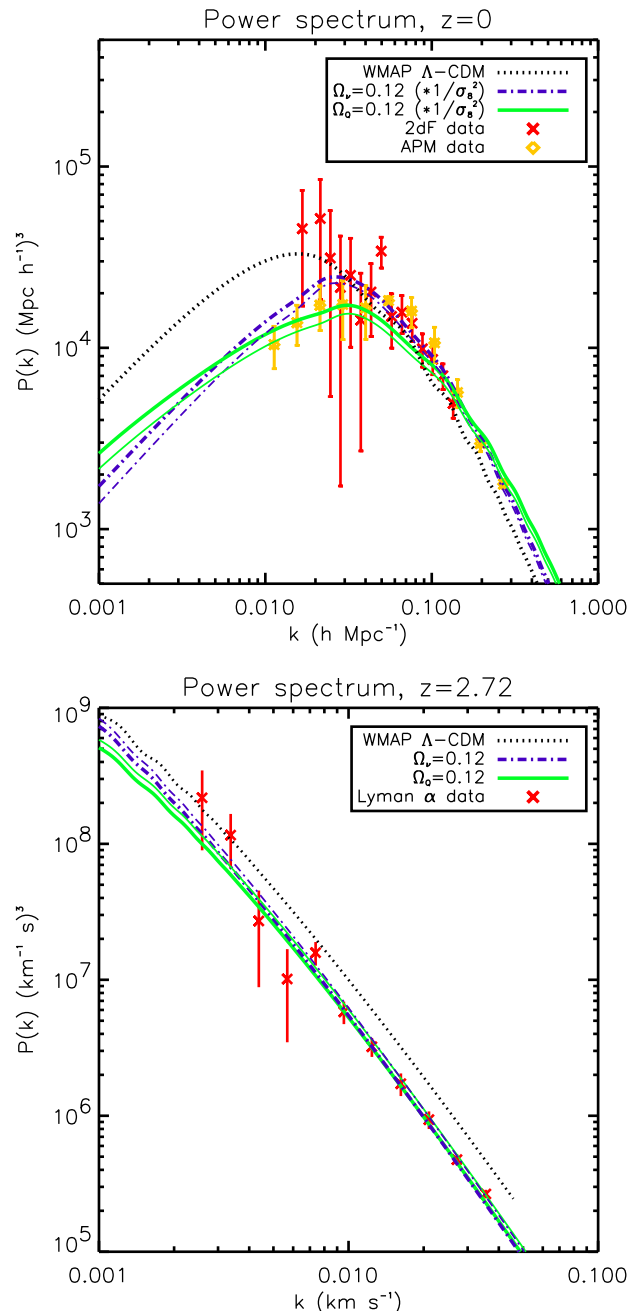 Power spectrum, z=0
WMAP Λ-CDM
Ων=0.12 (*1/σ₈²)
ΩQ=0.12 (*1/σ₈²)
2dF data
APM data
10⁵
10⁴
10³
P(k) (Mpc h⁻¹)³
0.001
0.010
0.100
1.000
k (h Mpc⁻¹)
Power spectrum, z=2.72
WMAP Λ-CDM
Ων=0.12
ΩQ=0.12
Lyman α data
10⁹
10⁸
10⁷
10⁶
10⁵
P(k) (km⁻¹ s)³
0.001
0.010
0.100
k (km s⁻¹)